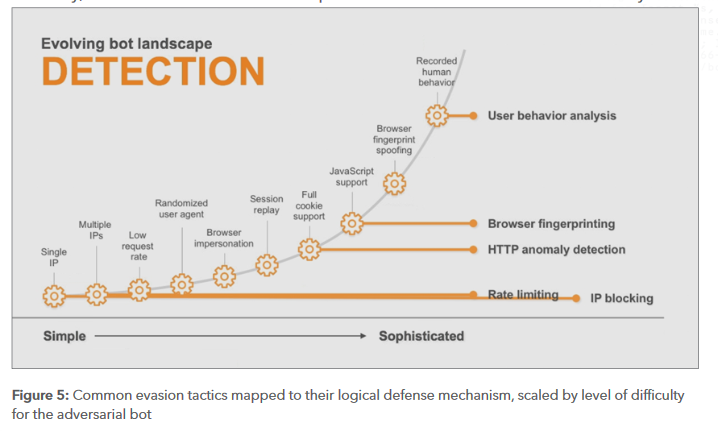 Evolving bot landscape
DETECTION
Recorded
human
behavior
User behavior analysis
Browser
fingerprint
spoofing
JavaScript
support
Full
cookie
support
Session
replay
Randomized
user agent
Browser
impersonation
Multiple
IPs
Low
request
rate
Single
IP
Browser fingerprinting
HTTP anomaly detection
Rate limiting
IP blocking
Simple
Sophisticated
Figure 5: Common evasion tactics mapped to their logical defense mechanism, scaled by level of difficulty
for the adversarial bot